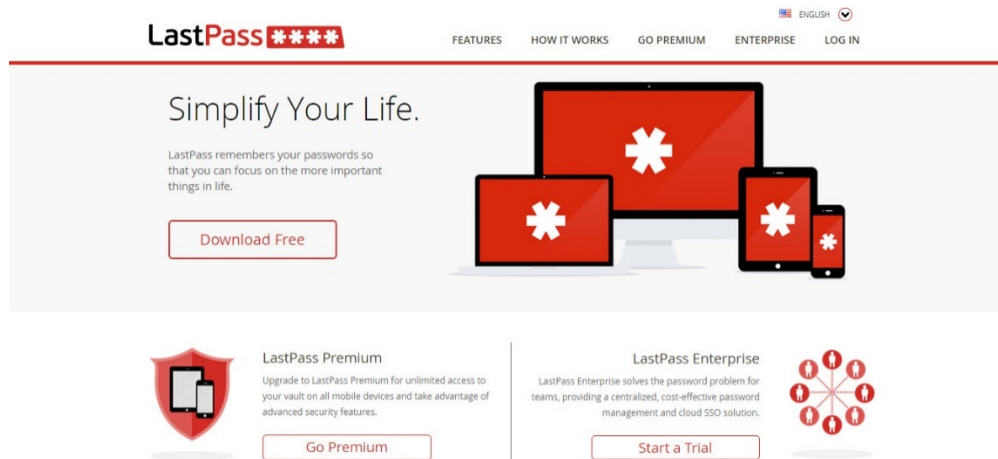 ENGLISH
LastPass ****
FEATURES HOW IT WORKS GO PREMIUM ENTERPRISE LOG IN
Simplify Your Life.
LastPass remembers your passwords so
that you can focus on the more important
things in life.
Download Free
LastPass Premium
Upgrade to LastPass Premium for unlimited access to
your vault on all mobile devices and take advantage of
advanced security features.
Go Premium
LastPass Enterprise
LastPass Enterprise solves the password problem for
teams, providing a centralized, cost-effective password
management and cloud SSO solution.
Start a Trial